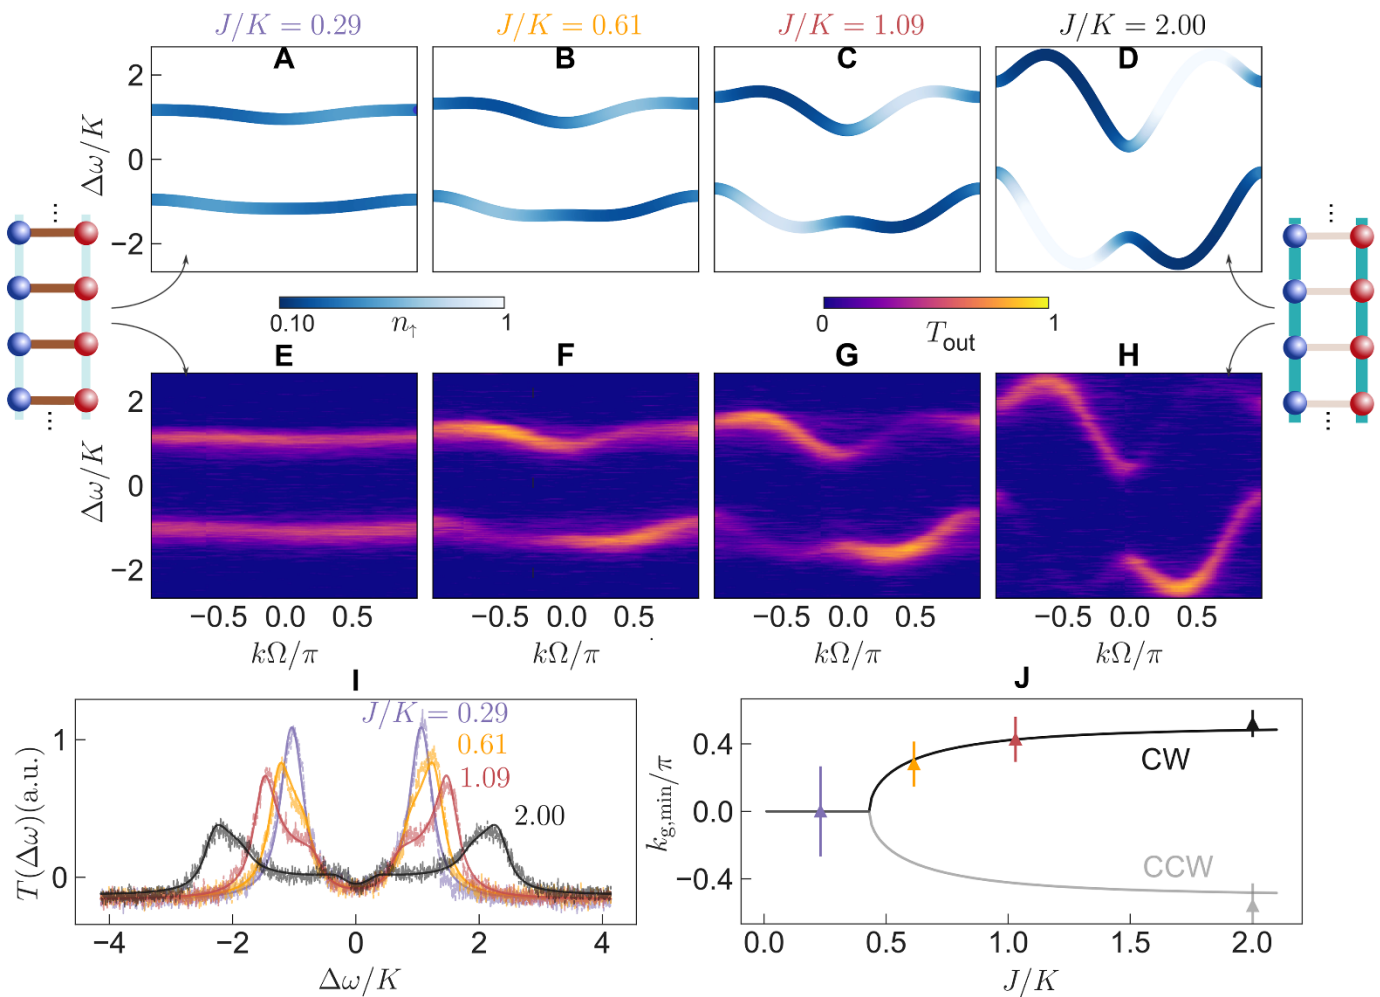 J/K = 0.29
J/K = 0.61
J/K = 1.09
J/K = 2.00
A
B
C
D
2
0
−2
Δω/K
...
...
...
...
0.10
n↑
1
0
T_out
1
E
F
G
H
2
0
−2
Δω/K
−0.5 0.0 0.5
−0.5 0.0 0.5
−0.5 0.0 0.5
−0.5 0.0 0.5
kΩ/π
kΩ/π
kΩ/π
kΩ/π
I
J/K = 0.29
0.61
1.09
2.00
1
0
T(Δω)(a.u.)
−4 −2 0 2 4
Δω/K
J
0.4
0.0
−0.4
k_g,min/π
CW
CCW
0.0 0.5 1.0 1.5 2.0
J/K